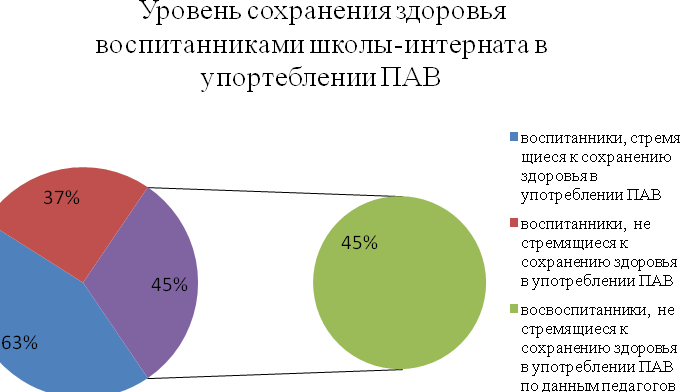 Уровень сохранения здоровья
воспитанниками школы-интерната в
упортеблении ПАВ
37%
45%
63%
45%
воспитанники, стремя
щиеся к сохранению
здоровья в
употреблении ПАВ
воспитанники, не
стремящиеся к
сохранению здоровья
в употреблении ПАВ
восвоспитанники, не
стремящиеся к
сохранению здоровья
в употреблении ПАВ
по данным педагогов